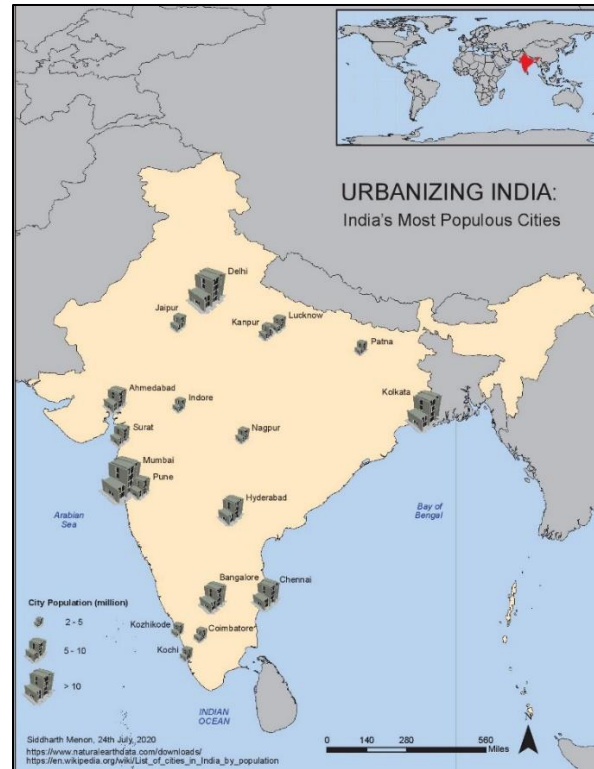 URBANIZING INDIA:
India's Most Populous Cities
Delhi
Jaipur
Lucknow
Kanpur
Patna
Ahmedabad
Indore
Kolkata
Surat
Nagpur
Mumbai
Pune
Hyderabad
Arabian
Sea
Bay of
Bengal
Bangalore
Chennai
City Population (million)
2 - 5
5 - 10
> 10
Kozhikode
Coimbatore
Kochi
INDIAN
OCEAN
Siddharth Menon, 24th July, 2020
https://www.naturalearthdata.com/downloads/
https://en.wikipedia.org/wiki/List_of_cities_in_India_by_population
0 140 280 560
Miles